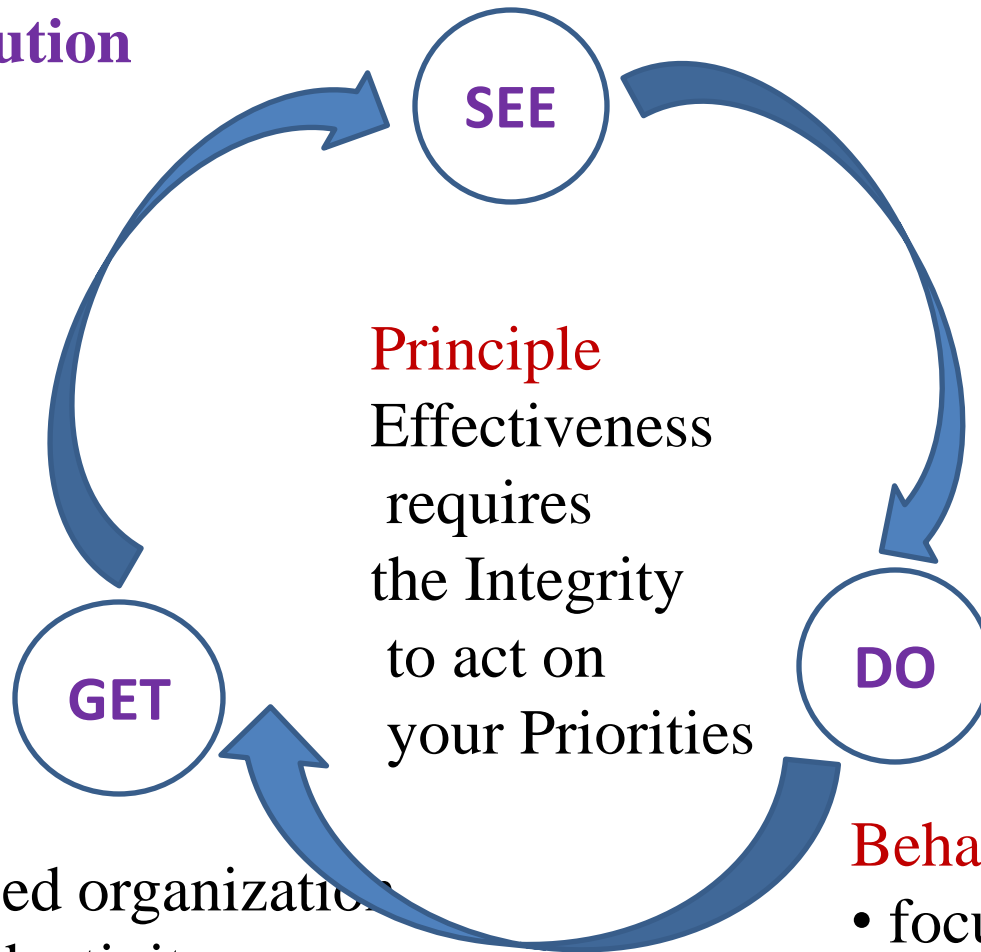 ution
SEE
Principle
Effectiveness
requires
the Integrity
to act on
your Priorities
GET
DO
Beha
ed organization
• focu